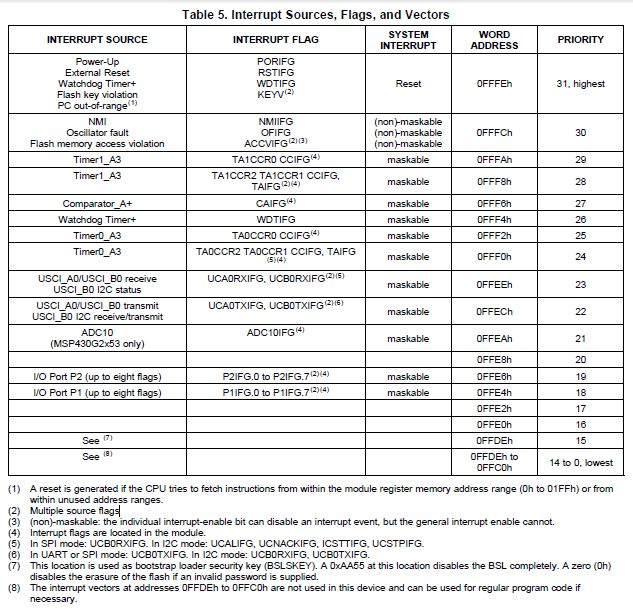 Table 5. Interrupt Sources, Flags, and Vectors
INTERRUPT SOURCE INTERRUPT FLAG SYSTEM INTERRUPT WORD ADDRESS PRIORITY
Power-Up PORIFG
External Reset RSTIFG
Watchdog Timer+ WDTIFG Reset 0FFFEh 31, highest
Flash key violation KEYV(2)
PC out-of-range(1)
NMI NMIIFG (non)-maskable
Oscillator fault OFIFG (non)-maskable 0FFFCh 30
Flash memory access violation ACCVIFG(2)(3) (non)-maskable
Timer1_A3 TA1CCR0 CCIFG(4) maskable 0FFFAh 29
Timer1_A3 TA1CCR2 TA1CCR1 CCIFG, maskable 0FFF8h 28
TAIFG(2)(4)
Comparator_A+ CAIFG(4) maskable 0FFF6h 27
Watchdog Timer+ WDTIFG maskable 0FFF4h 26
Timer0_A3 TA0CCR0 CCIFG(4) maskable 0FFF2h 25
Timer0_A3 TA0CCR2 TA0CCR1 CCIFG, TAIFG maskable 0FFF0h 24
(5)(4)
USCI_A0/USCI_B0 receive UCA0RXIFG, UCB0RXIFG(2)(5) maskable 0FFEEh 23
USCI_B0 I2C status
USCI_A0/USCI_B0 transmit UCA0TXIFG, UCB0TXIFG(2)(6) maskable 0FFECh 22
USCI_B0 I2C receive/transmit
ADC10 ADC10IFG(4) maskable 0FFEAh 21
(MSP430G2x53 only)
0FFE8h 20
I/O Port P2 (up to eight flags) P2IFG.0 to P2IFG.7(2)(4) maskable 0FFE6h 19
I/O Port P1 (up to eight flags) P1IFG.0 to P1IFG.7(2)(4) maskable 0FFE4h 18
0FFE2h 17
0FFE0h 16
See (7) 0FFDEh 15
See (8) 0FFDEh to 0FFC0h 14 to 0, lowest
(1) A reset is generated if the CPU tries to fetch instructions from within the module register memory address range (0h to 01FFh) or from
within unused address ranges.
(2) Multiple source flags
(3) (non)-maskable: the individual interrupt-enable bit can disable an interrupt event, but the general interrupt enable cannot.
(4) Interrupt flags are located in the module.
(5) In SPI mode: UCB0RXIFG. In I2C mode: UCALIFG, UCNACKIFG, ICSTTIFG, UCSTPIFG.
(6) In UART or SPI mode: UCB0TXIFG. In I2C mode: UCB0RXIFG, UCB0TXIFG.
(7) This location is used as bootstrap loader security key (BSLSKEY). A 0xAA55 at this location disables the BSL completely. A zero (0h)
disables the erasure of the flash if an invalid password is supplied.
(8) The interrupt vectors at addresses 0FFDEh to 0FFC0h are not used in this device and can be used for regular program code if
necessary.